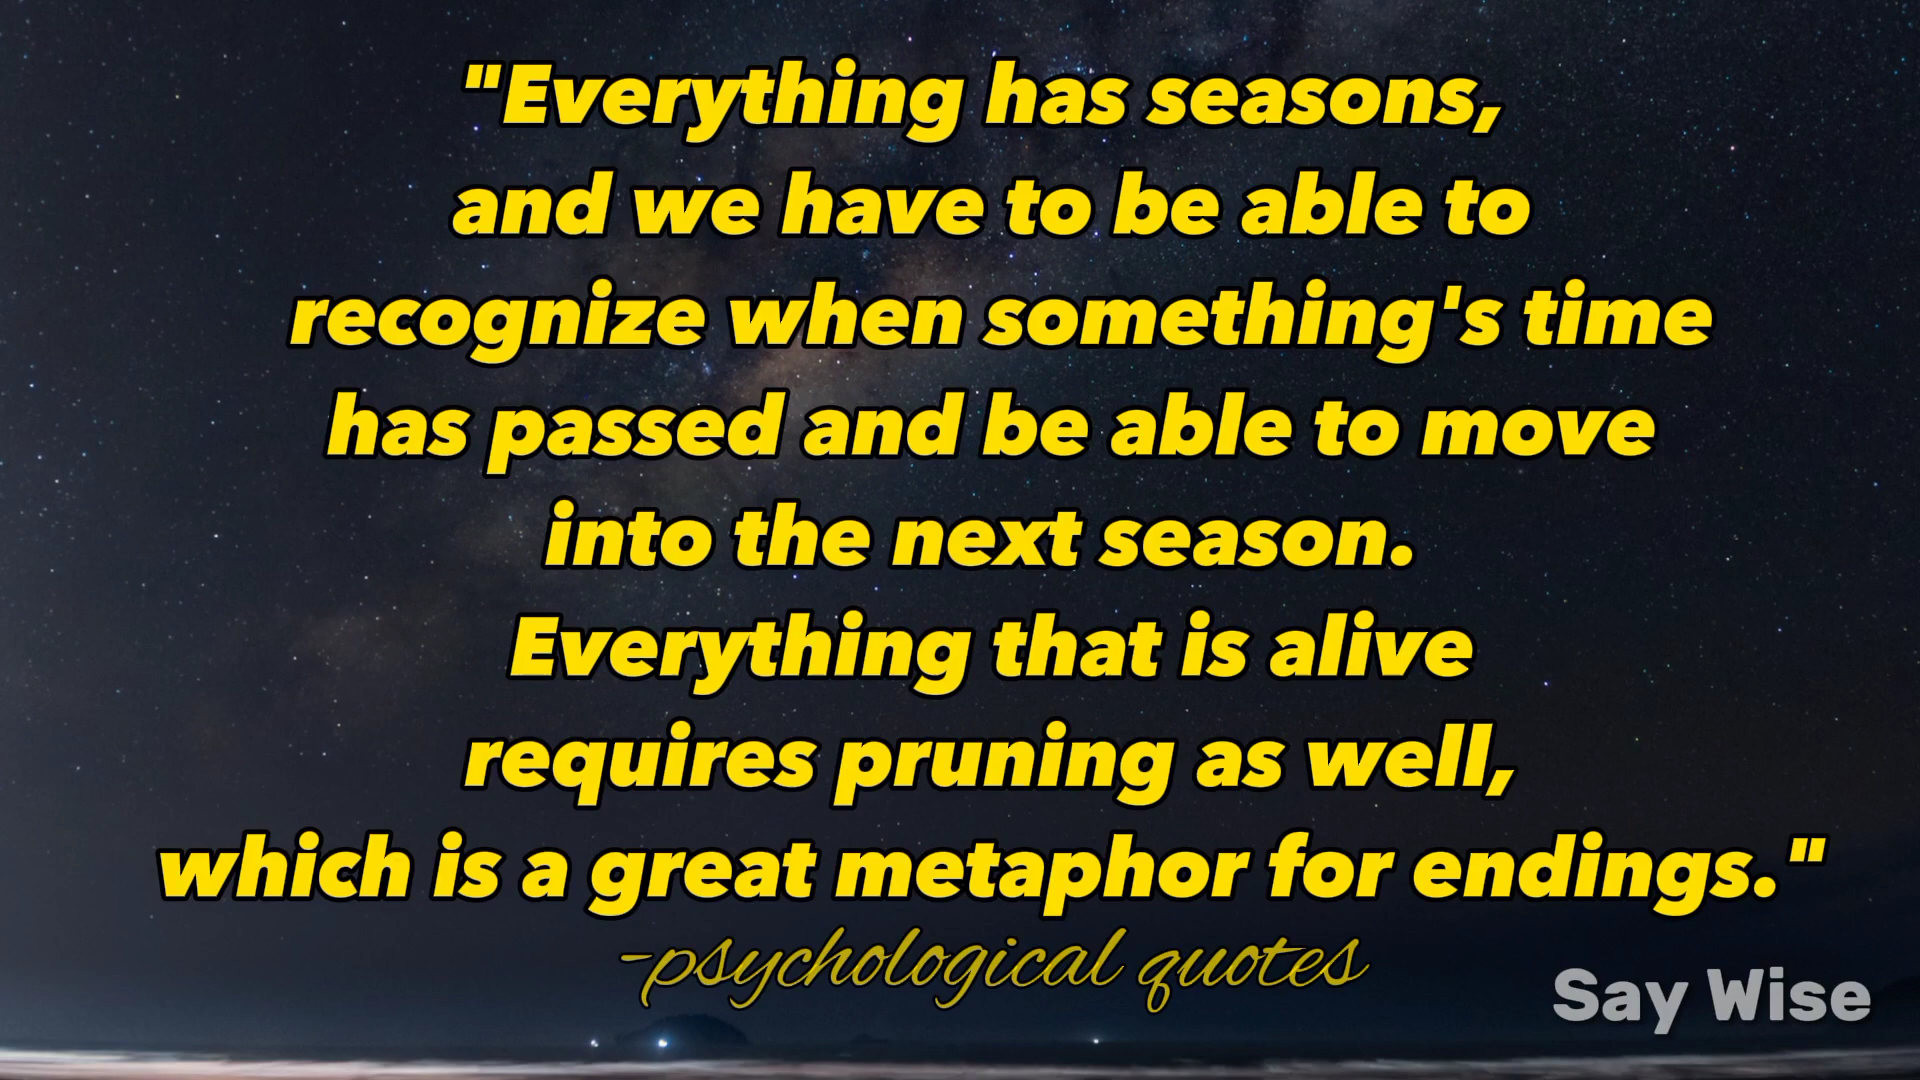 "Everything has seasons,
and we have to be able to
recognize when something's time
has passed and be able to move
into the next season.
Everything that is alive
requires pruning as well,
which is a great metaphor for endings."
-psychological quotes
Say Wise